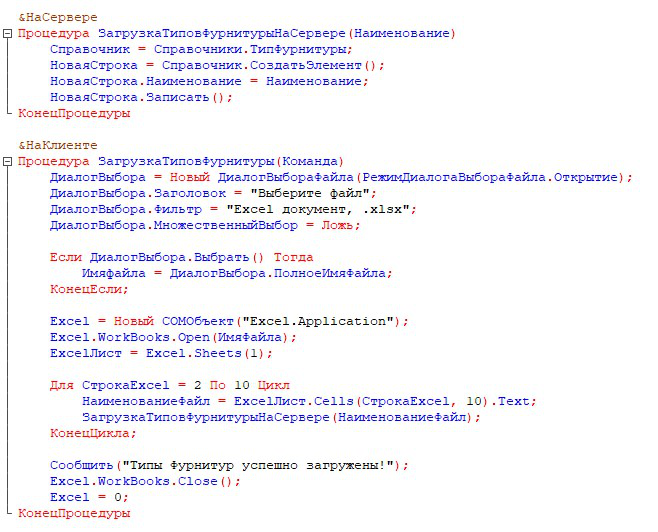 &НаСервере
Процедура ЗагрузкаТиповФурнитурыНаСервере(Наименование)
Справочник = Справочники.ТипФурнитуры;
НоваяСтрока = Справочник.СоздатьЭлемент();
НоваяСтрока.Наименование = Наименование;
НоваяСтрока.Записать();
КонецПроцедуры
&НаКлиенте
Процедура ЗагрузкаТиповФурнитуры(Команда)
ДиалогВыбора = Новый ДиалогВыбораФайла(РежимДиалогаВыбораФайла.Открытие);
ДиалогВыбора.Заголовок = "Выберите файл";
ДиалогВыбора.Фильтр = "Excel документ, .xlsx";
ДиалогВыбора.МножественныйВыбор = Ложь;
Если ДиалогВыбора.Выбрать() Тогда
ИмяФайла = ДиалогВыбора.ПолноеИмяФайла;
КонецЕсли;
Excel = Новый COMОбъект("Excel.Application");
Excel.WorkBooks.Open(ИмяФайла);
ExcelЛист = Excel.Sheets(1);
Для СтрокаExcel = 2 По 10 Цикл
НаименованиеФайл = ExcelЛист.Cells(СтрокаExcel, 10).Text;
ЗагрузкаТиповФурнитурыНаСервере(НаименованиеФайл);
КонецЦикла;
Сообщить("Типы Фурнитур успешно загружены!");
Excel.WorkBooks.Close();
Excel = 0;
КонецПроцедуры